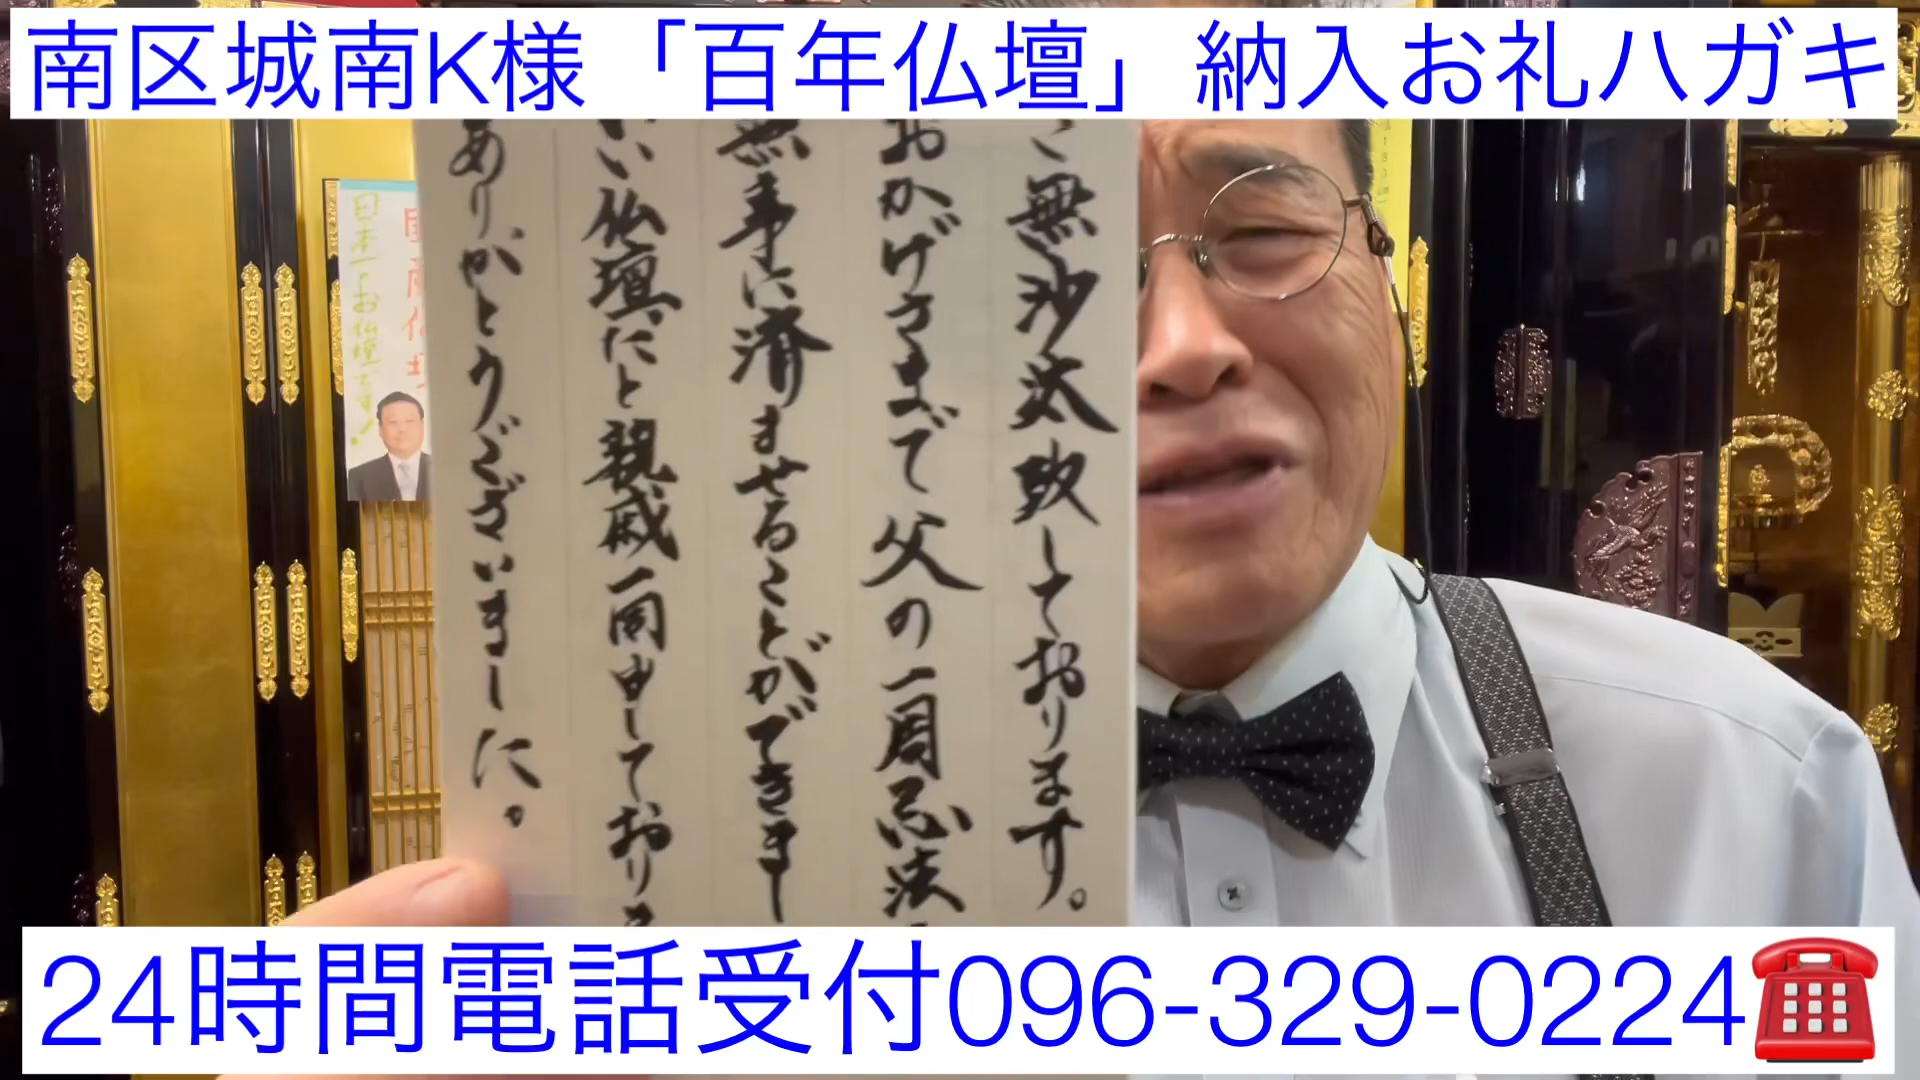 南区城南K様「百年仏壇」納入お礼ハガキ
ご無沙汰致しております。
おかげさまで父の一周忌法
無事に済ませることができまし
いい仏壇だと親戚一同申しておりま
ありがとうございました。
日本一のお仏壇です!
24時間電話受付096-329-0224☎